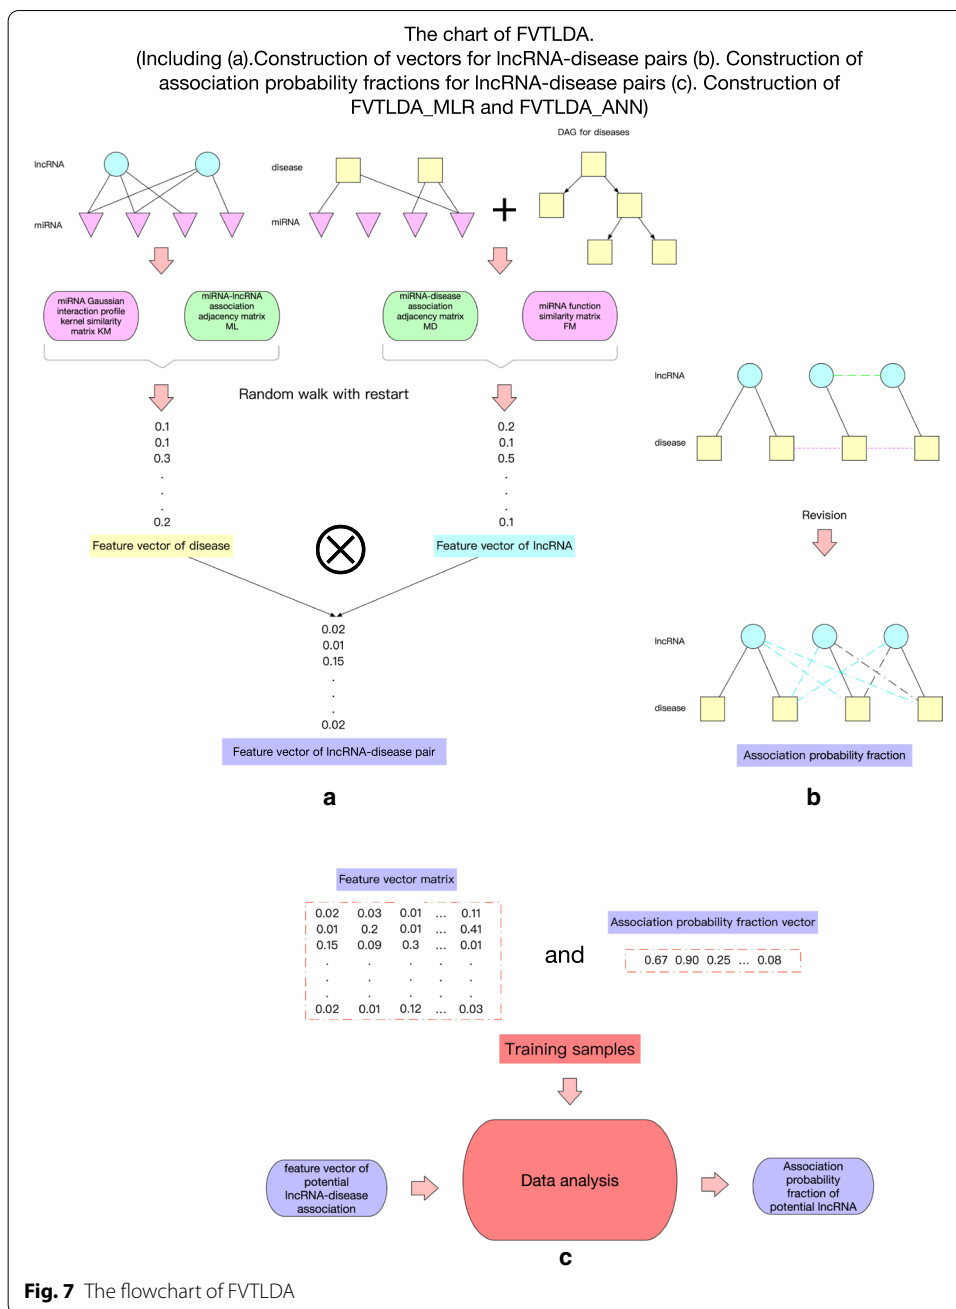 The chart of FVTLDA.
(Including (a).Construction of vectors for lncRNA-disease pairs (b). Construction of
association probability fractions for lncRNA-disease pairs (c). Construction of
FVTLDA_MLR and FVTLDA_ANN)
DAG for diseases
lncRNA
miRNA
disease
miRNA
+
miRNA Gaussian
interaction profile
kernel similarity
matrix KM
miRNA-lncRNA
association
adjacency matrix
ML
miRNA-disease
association
adjacency matrix
MD
miRNA function
similarity matrix
FM
Random walk with restart
0.1
0.1
0.3
.
.
.
0.2
Feature vector of disease
0.2
0.1
0.5
.
.
.
0.1
Feature vector of lncRNA
0.02
0.01
0.15
.
.
.
0.02
Feature vector of lncRNA-disease pair
a
lncRNA
disease
Revision
lncRNA
disease
Association probability fraction
b
Feature vector matrix
0.02 0.03 0.01 ... 0.11
0.01 0.2 0.01 ... 0.41
0.15 0.09 0.3 ... 0.01
. . . . .
. . . . .
. . . . .
0.02 0.01 0.12 ... 0.03
and
Association probability fraction vector
0.67 0.90 0.25 ... 0.08
Training samples
feature vector of
potential
lncRNA-disease
association
Data analysis
Association
probability
fraction of
potential lncRNA
c
Fig. 7 The flowchart of FVTLDA